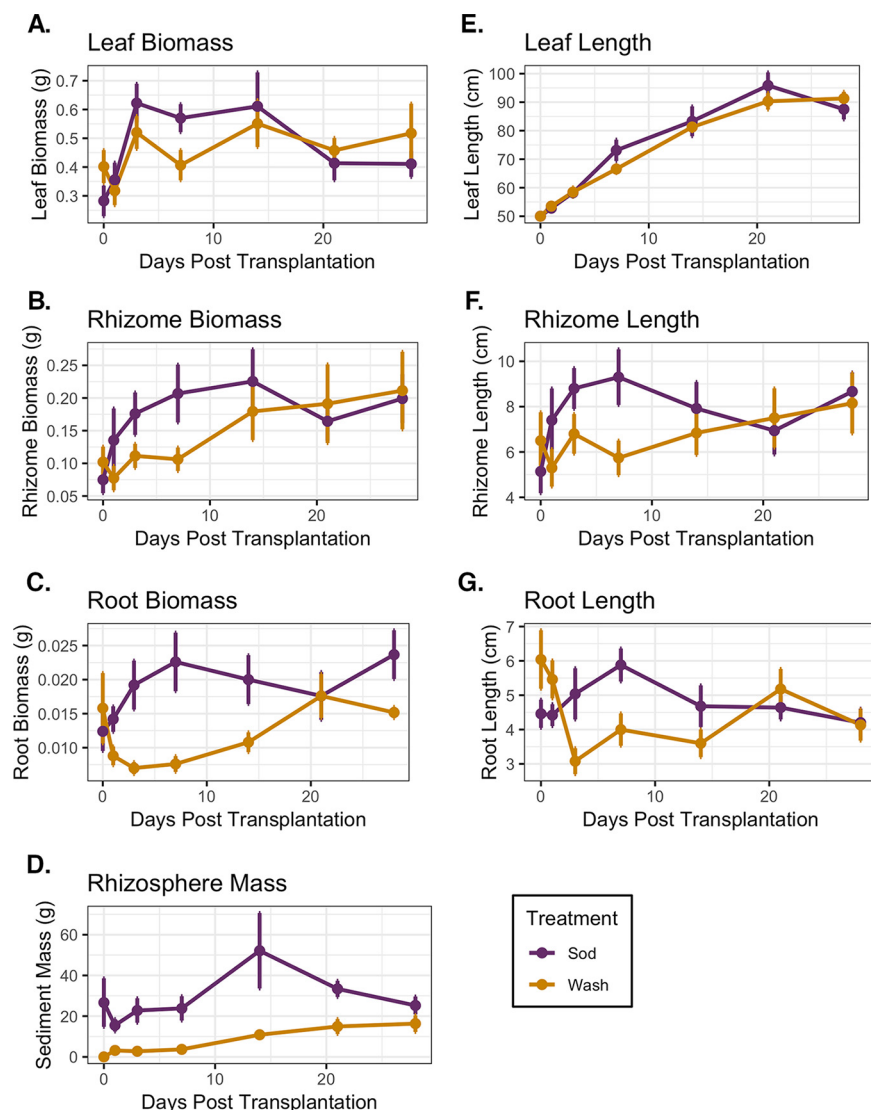 A.
Leaf Biomass
Leaf Biomass (g)
0.7
0.6
0.5
0.4
0.3
0
10
20
Days Post Transplantation
E.
Leaf Length
Leaf Length (cm)
100
90
80
70
60
50
0
10
20
Days Post Transplantation
B.
Rhizome Biomass
Rhizome Biomass (g)
0.25
0.20
0.15
0.10
0.05
0
10
20
Days Post Transplantation
F.
Rhizome Length
Rhizome Length (cm)
10
8
6
4
0
10
20
Days Post Transplantation
C.
Root Biomass
Root Biomass (g)
0.025
0.020
0.015
0.010
0
10
20
Days Post Transplantation
G.
Root Length
Root Length (cm)
7
6
5
4
3
0
10
20
Days Post Transplantation
D.
Rhizosphere Mass
Sediment Mass (g)
60
40
20
0
0
10
20
Days Post Transplantation
Treatment
Sod
Wash